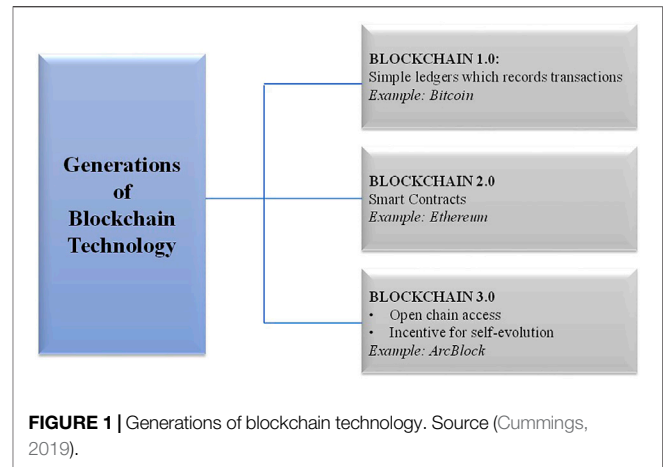 Generations
of
Blockchain
Technology
BLOCKCHAIN 1.0:
Simple ledgers which records transactions
Example: Bitcoin
BLOCKCHAIN 2.0
Smart Contracts
Example: Ethereum
BLOCKCHAIN 3.0
• Open chain access
• Incentive for self-evolution
Example: ArcBlock
FIGURE 1 | Generations of blockchain technology. Source (Cummings,
2019).